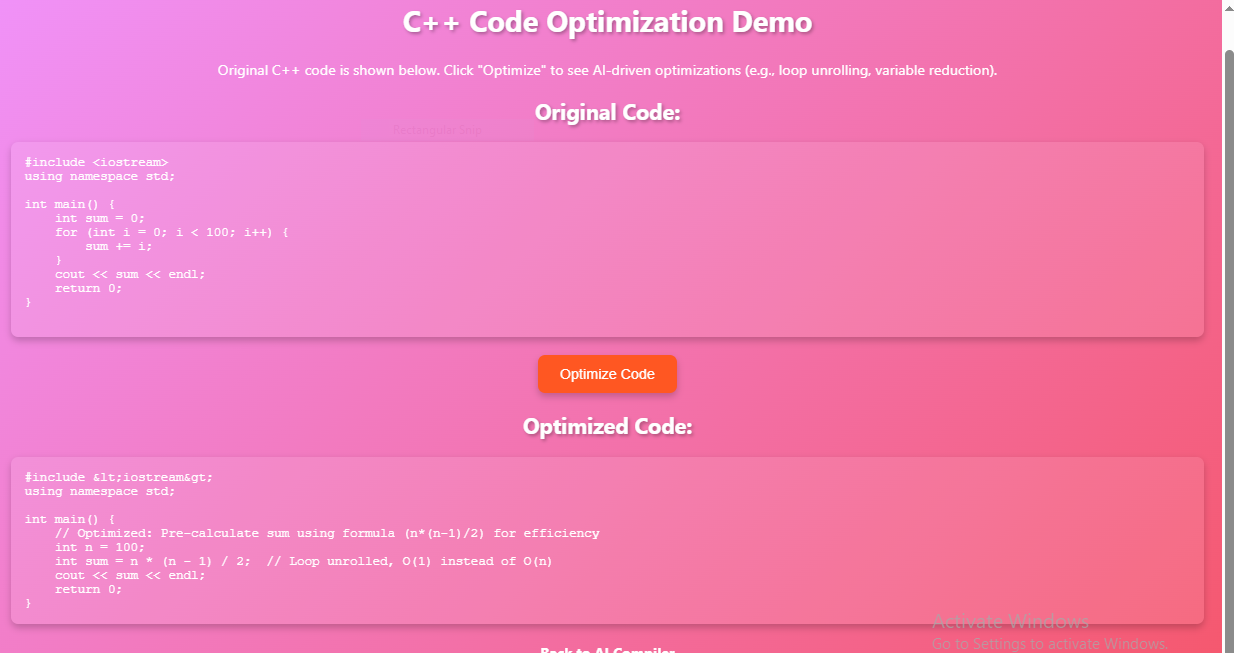 C++ Code Optimization Demo
Original C++ code is shown below. Click "Optimize" to see AI-driven optimizations (e.g., loop unrolling, variable reduction).
Original Code:
Rectangular Snip
#include <iostream>
using namespace std;
int main() {
    int sum = 0;
    for (int i = 0; i < 100; i++) {
        sum += i;
    }
    cout << sum << endl;
    return 0;
}
Optimize Code
Optimized Code:
#include &lt;iostream&gt;
using namespace std;
int main() {
    // Optimized: Pre-calculate sum using formula (n*(n-1)/2) for efficiency
    int n = 100;
    int sum = n * (n - 1) / 2;  // Loop unrolled, O(1) instead of O(n)
    cout << sum << endl;
    return 0;
}
Activate Windows
Go to Settings to activate Windows.
Back to AI Compiler